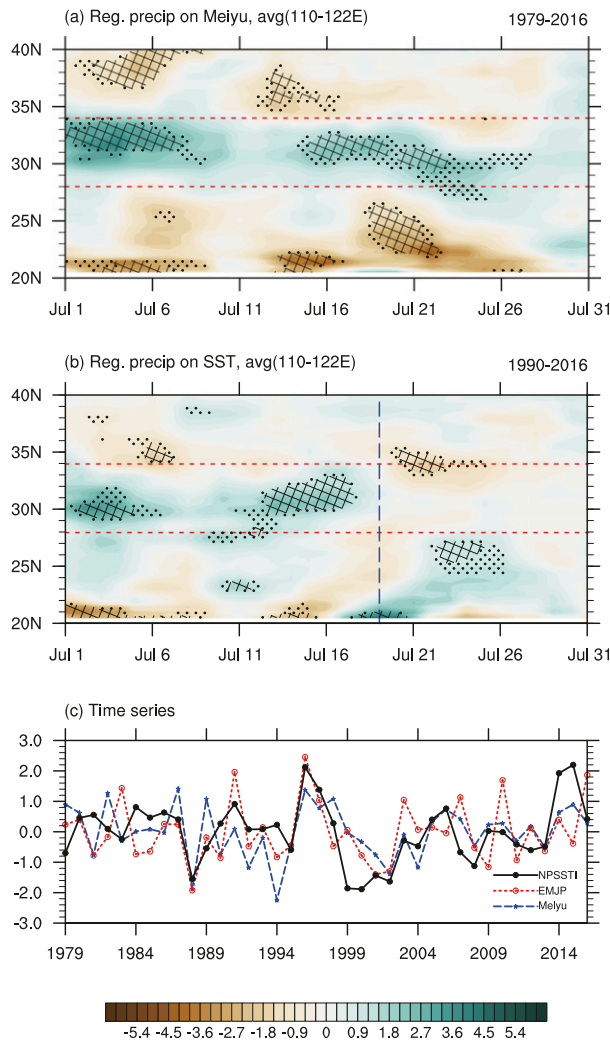 (a) Reg. precip on Meiyu, avg(110-122E) 1979-2016
40N
35N
30N
25N
20N
Jul 1 Jul 6 Jul 11 Jul 16 Jul 21 Jul 26 Jul 31
(b) Reg. precip on SST, avg(110-122E) 1990-2016
40N
35N
30N
25N
20N
Jul 1 Jul 6 Jul 11 Jul 16 Jul 21 Jul 26 Jul 31
(c) Time series
3.0
2.0
1.0
0.0
-1.0
-2.0
-3.0
NPSSTI
EMJP
MeIyu
1979 1984 1989 1994 1999 2004 2009 2014
-5.4 -4.5 -3.6 -2.7 -1.8 -0.9 0 0.9 1.8 2.7 3.6 4.5 5.4